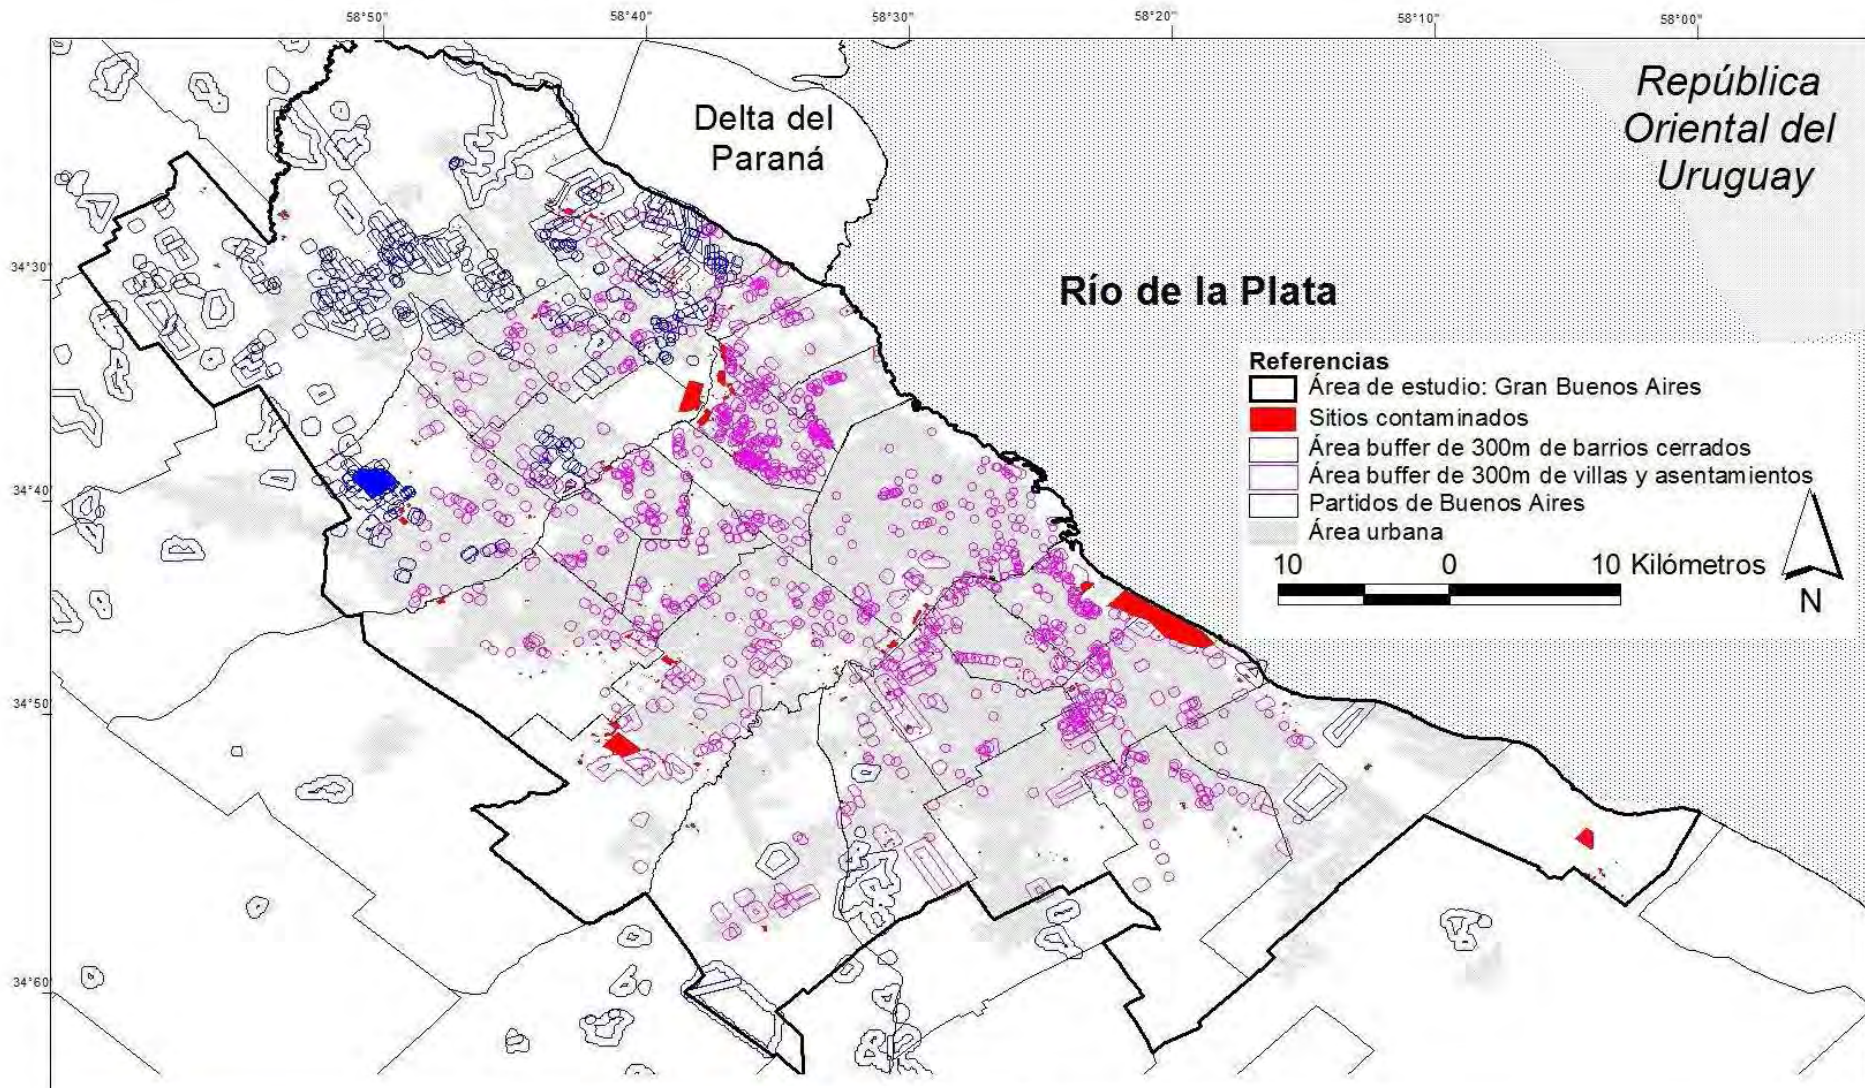 58°50'' 58°40'' 58°30'' 58°20'' 58°10'' 58°00''
República
Oriental del
Uruguay
Delta del
Paraná
34°30'
Río de la Plata
Referencias
Área de estudio: Gran Buenos Aires
Sitios contaminados
Área buffer de 300m de barrios cerrados
Área buffer de 300m de villas y asentamientos
Partidos de Buenos Aires
Área urbana
10 0 10 Kilómetros
N
34°40'
34°50'
34°60'